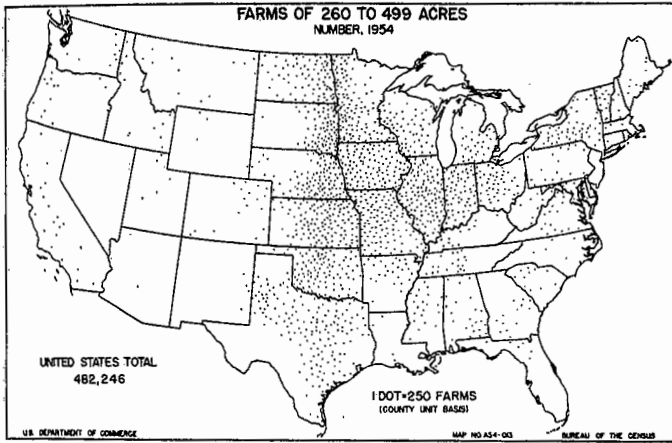 FARMS OF 260 TO 499 ACRES
NUMBER, 1954
UNITED STATES TOTAL
482,246
1 DOT=250 FARMS
(COUNTY UNIT BASIS)
U.S. DEPARTMENT OF COMMERCE
MAP NO. A54-013
BUREAU OF THE CENSUS